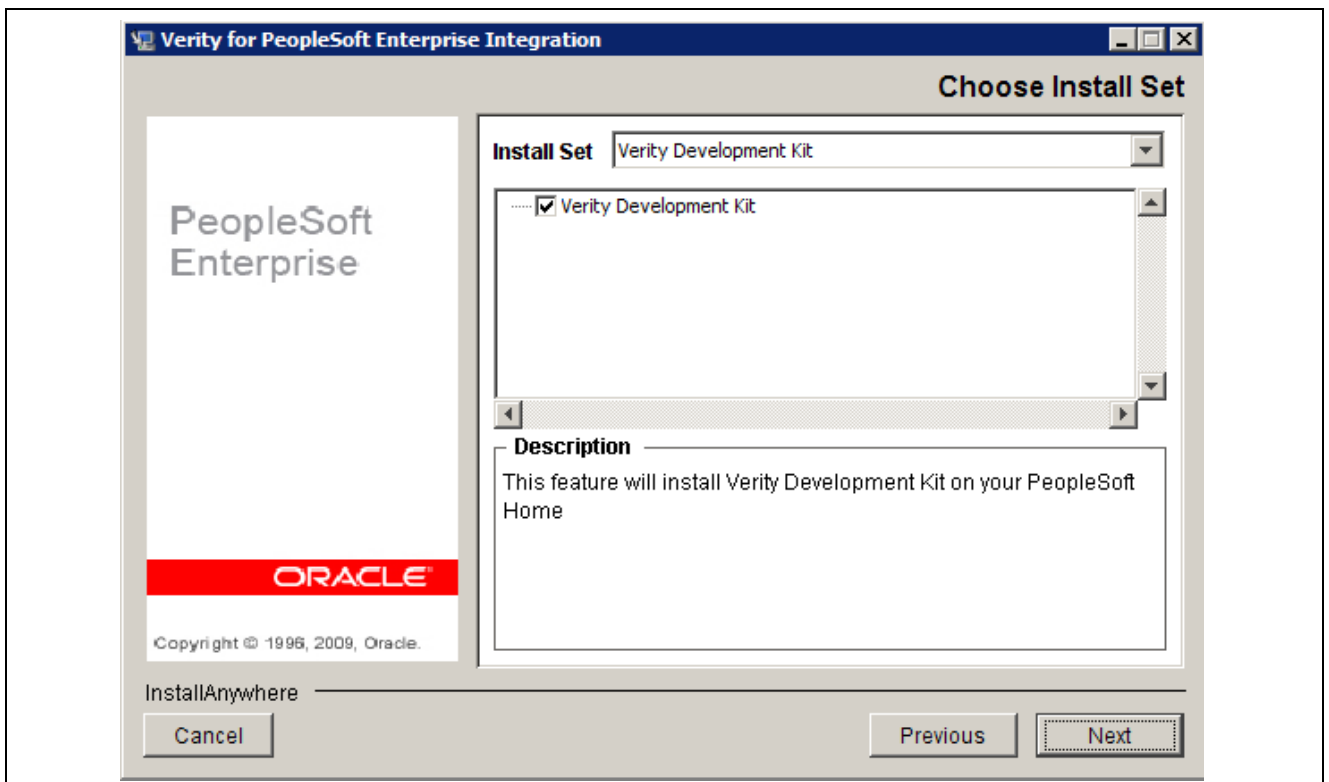 Verity for PeopleSoft Enterprise Integration
Choose Install Set
PeopleSoft
Enterprise
ORACLE
Copyright © 1996, 2009, Oracle.
Install Set Verity Development Kit
Verity Development Kit
Description
This feature will install Verity Development Kit on your PeopleSoft
Home
InstallAnywhere
Cancel
Previous
Next